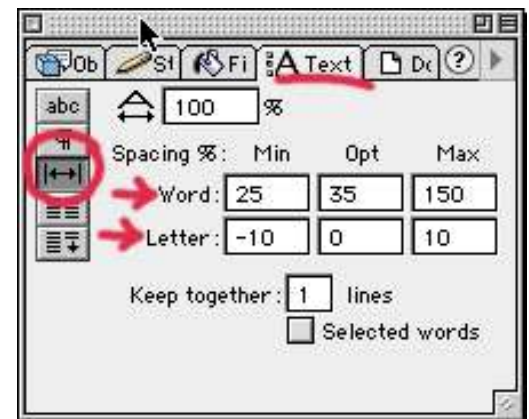 Ob St Fi A Text Do ?
abc 100 %
¶
Spacing %: Min Opt Max
Word: 25 35 150
Letter: -10 0 10
Keep together: 1 lines
Selected words